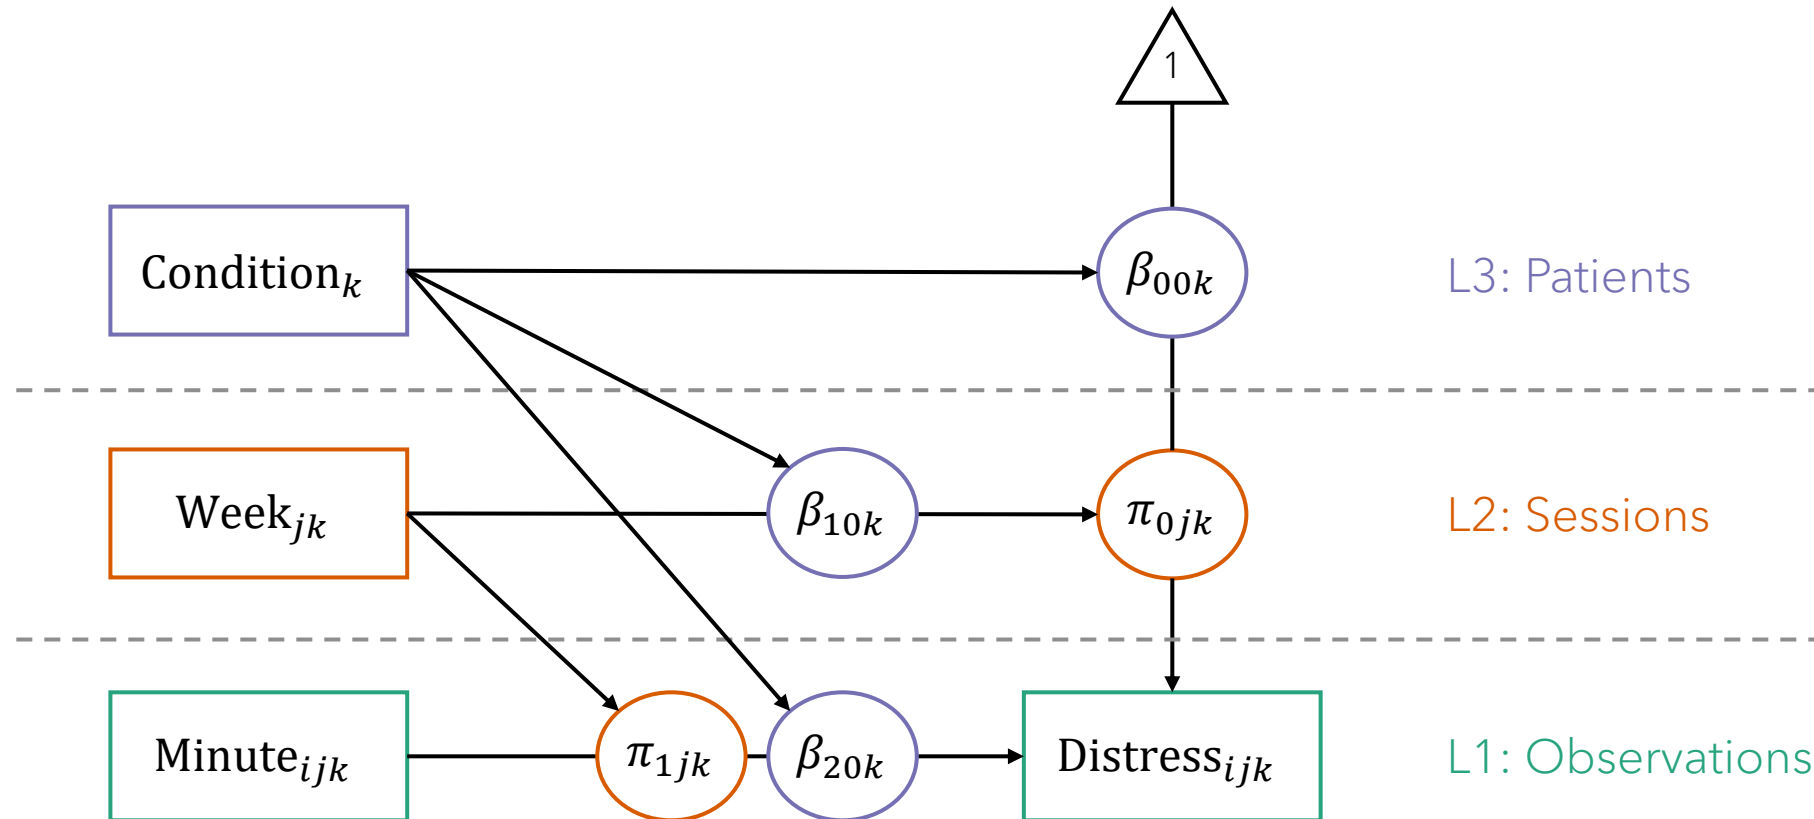 1
Condition_k
β_00k
L3: Patients
Week_jk
β_10k
π_0jk
L2: Sessions
Minute_ijk
π_1jk
β_20k
Distress_ijk
L1: Observations